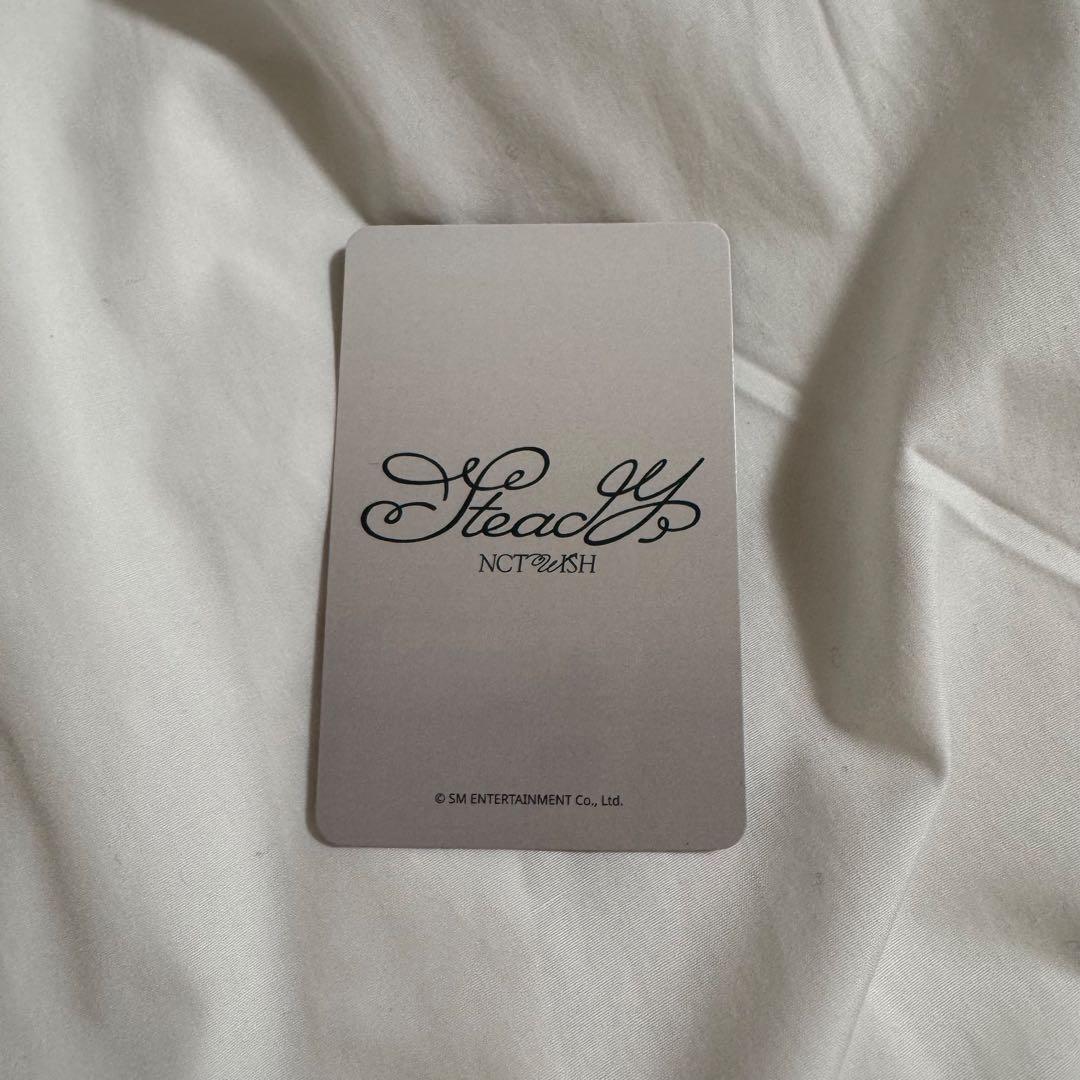 Steady
NCT WISH
© SM ENTERTAINMENT Co., Ltd.